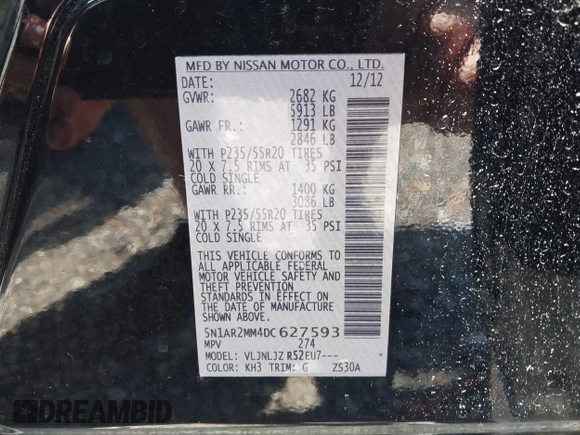 MFD BY NISSAN MOTOR CO., LTD.
DATE: 12/12
GVWR: 2682 KG
5913 LB
GAWR FR.: 1291 KG
2846 LB
WITH P235/55R20 TIRES
20 X 7.5 RIMS AT 35 PSI
COLD SINGLE
GAWR RR.: 1400 KG
3086 LB
WITH P235/55R20 TIRES
20 X 7.5 RIMS AT 35 PSI
COLD SINGLE
THIS VEHICLE CONFORMS TO
ALL APPLICABLE FEDERAL
MOTOR VEHICLE SAFETY AND
THEFT PREVENTION
STANDARDS IN EFFECT ON
THE DATE OF MANUFACTURE
SHOWN ABOVE.
5N1AR2MM4DC627593
MPV 274
MODEL: VLJNLJZ R52EU7---
COLOR: KH3 TRIM: G ZS30A
DREAMBID